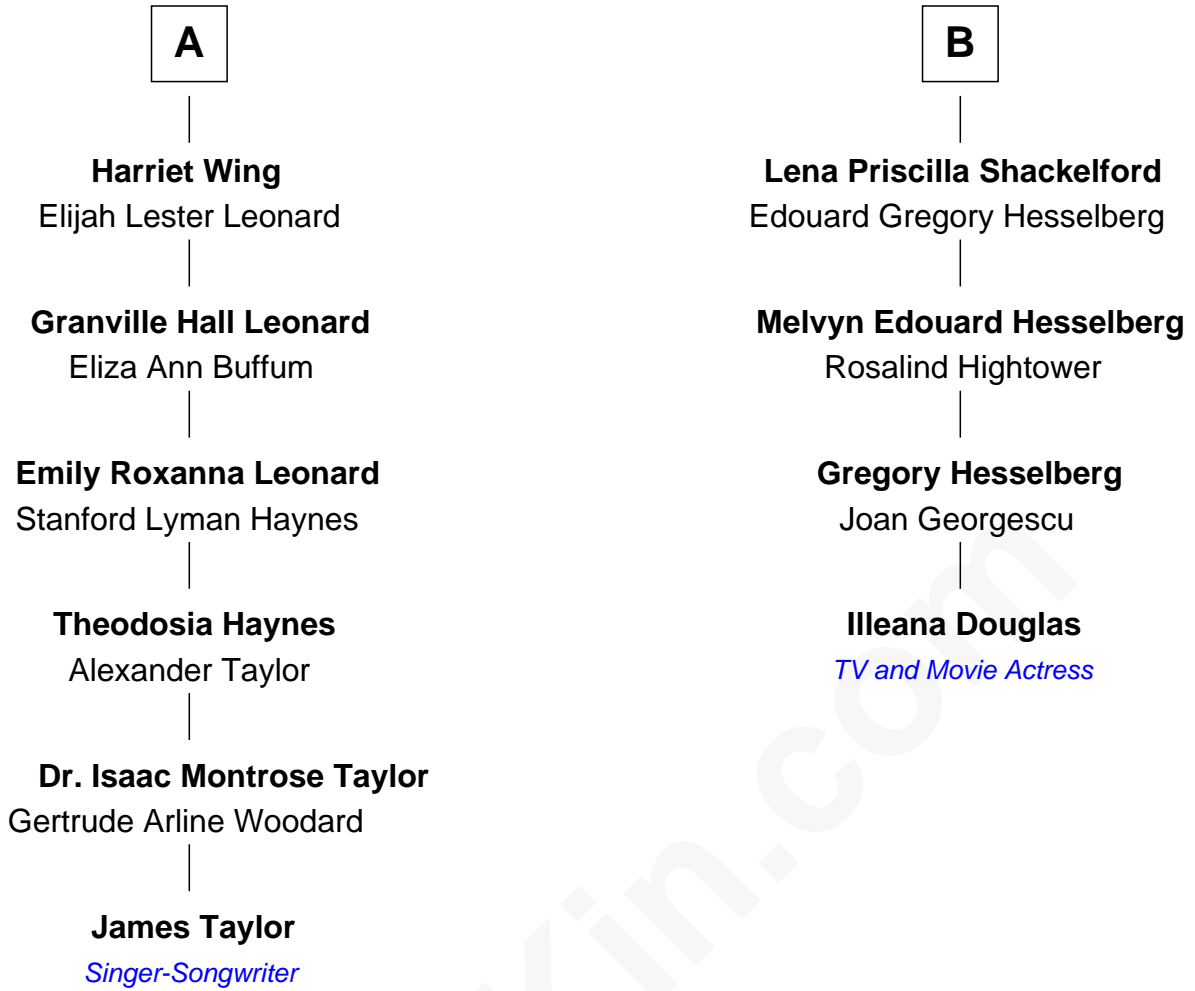 A
Harriet Wing
Elijah Lester Leonard
Granville Hall Leonard
Eliza Ann Buffum
Emily Roxanna Leonard
Stanford Lyman Haynes
Theodosia Haynes
Alexander Taylor
Dr. Isaac Montrose Taylor
Gertrude Arline Woodard
James Taylor
Singer-Songwriter
B
Lena Priscilla Shackelford
Edouard Gregory Hesselberg
Melvyn Edouard Hesselberg
Rosalind Hightower
Gregory Hesselberg
Joan Georgescu
Illeana Douglas
TV and Movie Actress
Kin.com